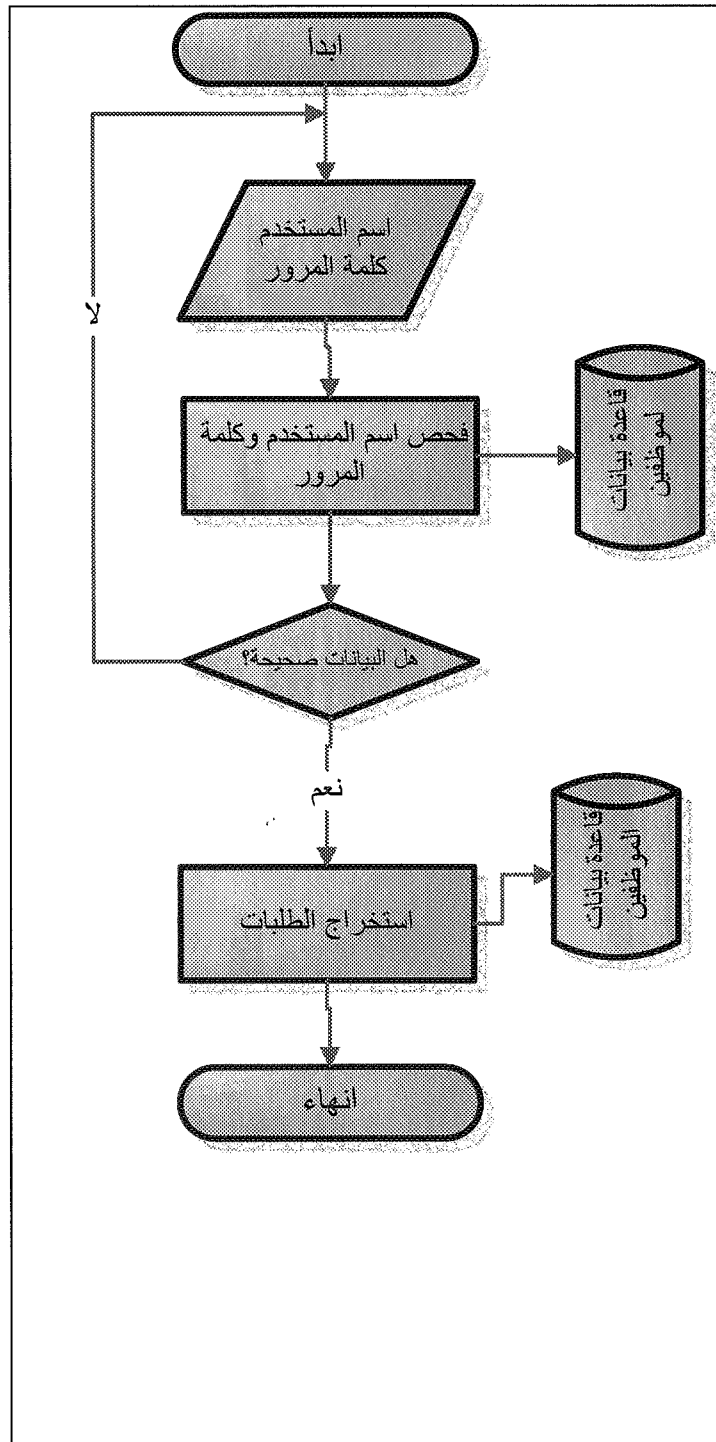 ابدأ
اسم المستخدم
كلمة المرور
لا
فحص اسم المستخدم وكلمة
المرور
قاعدة بيانات
لموظفين
هل البيانات صحيحة؟
نعم
استخراج الطلبات
قاعدة بيانات
الموظفين
انهاء